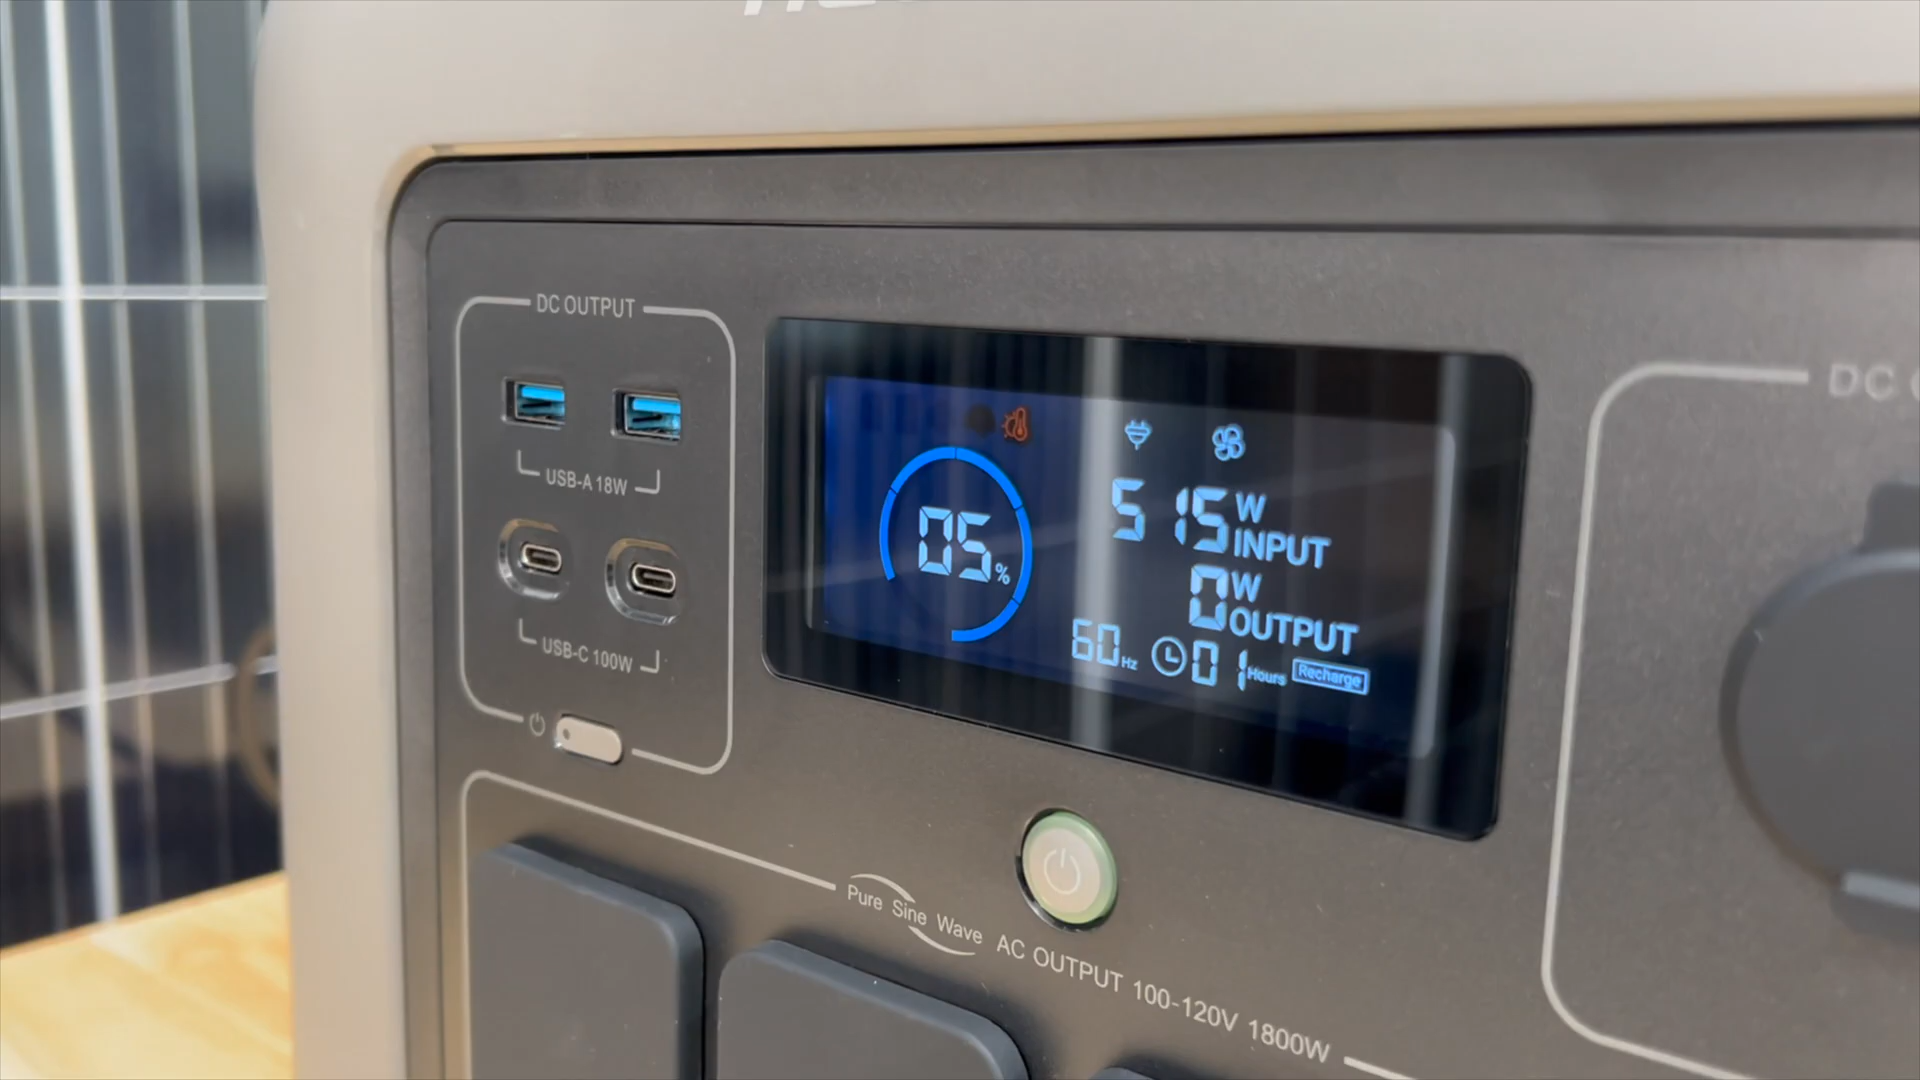 DC OUTPUT
USB-A 18W
USB-C 100W
05%
515W
INPUT
0W
OUTPUT
60Hz 01Hours Recharge
Pure Sine Wave AC OUTPUT 100-120V 1800W
DC